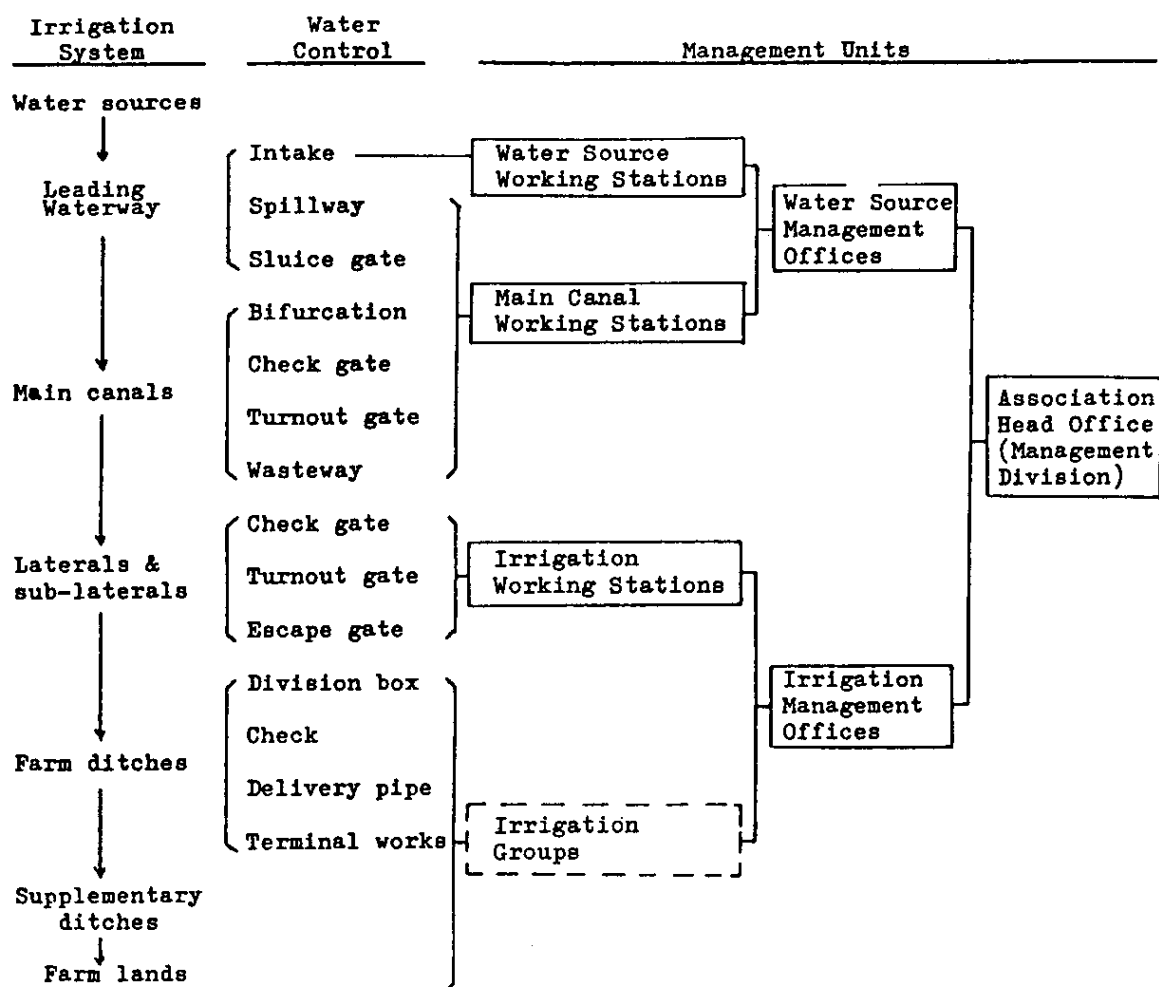 Irrigation
System
Water
Control
Management Units
Water sources
Leading
Waterway
Main canals
Laterals &
sub-laterals
Farm ditches
Supplementary
ditches
Farm lands
Intake
Spillway
Sluice gate
Bifurcation
Check gate
Turnout gate
Wasteway
Check gate
Turnout gate
Escape gate
Division box
Check
Delivery pipe
Terminal works
Water Source
Working Stations
Main Canal
Working Stations
Irrigation
Working Stations
Irrigation
Groups
Water Source
Management
Offices
Irrigation
Management
Offices
Association
Head Office
(Management
Division)